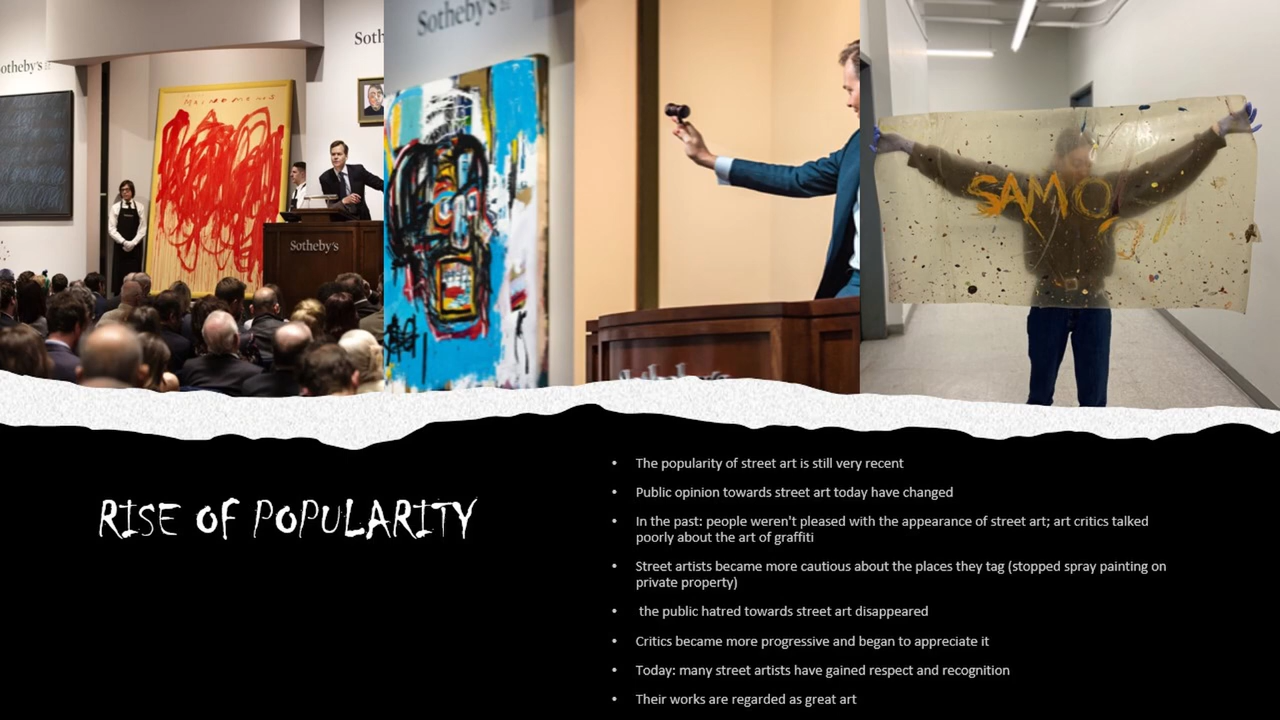 Sotheby's
Soth
otheby's
Sotheby's
SAMO
RISE OF POPULARITY
• The popularity of street art is still very recent
• Public opinion towards street art today have changed
• In the past: people weren't pleased with the appearance of street art; art critics talked
poorly about the art of graffiti
• Street artists became more cautious about the places they tag (stopped spray painting on
private property)
• the public hatred towards street art disappeared
• Critics became more progressive and began to appreciate it
• Today: many street artists have gained respect and recognition
• Their works are regarded as great art